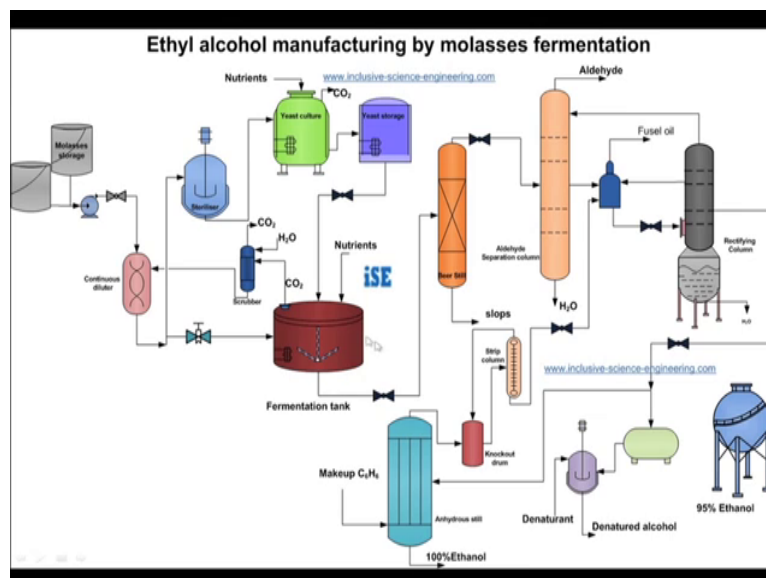 Ethyl alcohol manufacturing by molasses fermentation
Nutrients
www.inclusive-science-engineering.com
CO2
Aldehyde
Molasses
storage
Yeast culture
Yeast storage
Fusel oil
Steriliser
CO2
H2O
Nutrients
Continuous
diluter
CO2
Scrubber
iSE
Beer Still
Aldehyde
Separation column
Rectifying
Column
H2O
H2O
slops
Strip
column
www.inclusive-science-engineering.com
Fermentation tank
Knockout
drum
Makeup C6H6
Anhydrous still
Denaturant
Denatured alcohol
95% Ethanol
100%Ethanol